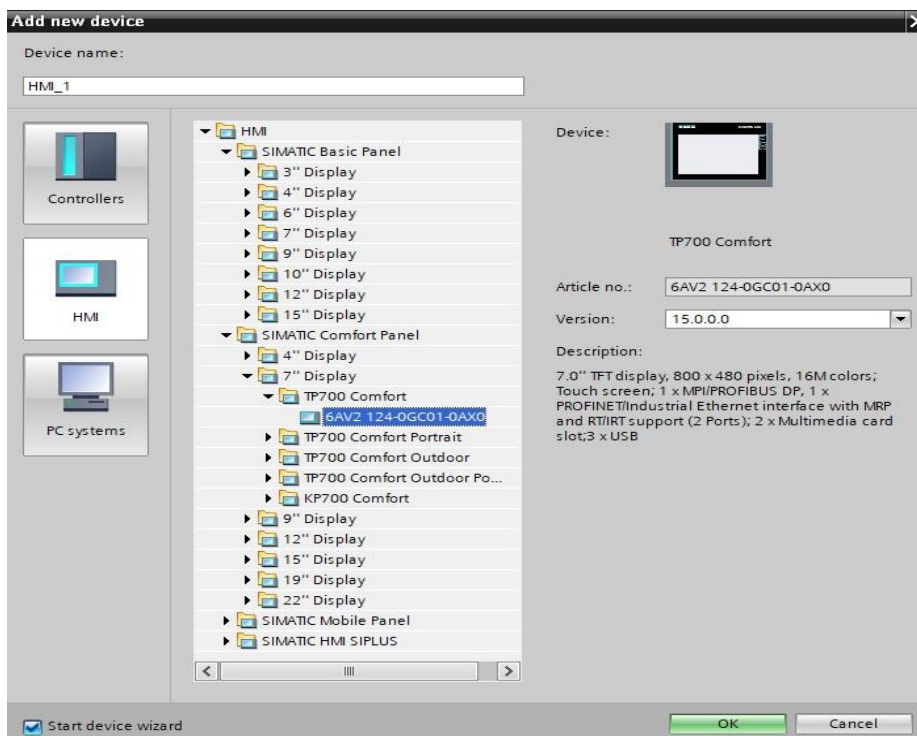 Add new device
Device name:
HMI_1
Controllers
HMI
PC systems
HMI
SIMATIC Basic Panel
3" Display
4" Display
6" Display
7" Display
9" Display
10" Display
12" Display
15" Display
SIMATIC Comfort Panel
4" Display
7" Display
TP700 Comfort
6AV2 124-0GC01-0AX0
TP700 Comfort Portrait
TP700 Comfort Outdoor
TP700 Comfort Outdoor Po...
KP700 Comfort
9" Display
12" Display
15" Display
19" Display
22" Display
SIMATIC Mobile Panel
SIMATIC HMI SIPLUS
Device:
TP700 Comfort
Article no.: 6AV2 124-0GC01-0AX0
Version: 15.0.0.0
Description:
7.0" TFT display, 800 x 480 pixels, 16M colors;
Touch screen; 1 x MPI/PROFIBUS DP, 1 x
PROFINET/Industrial Ethernet interface with MRP
and RT/IRT support (2 Ports); 2 x Multimedia card
slot;3 x USB
Start device wizard
OK
Cancel